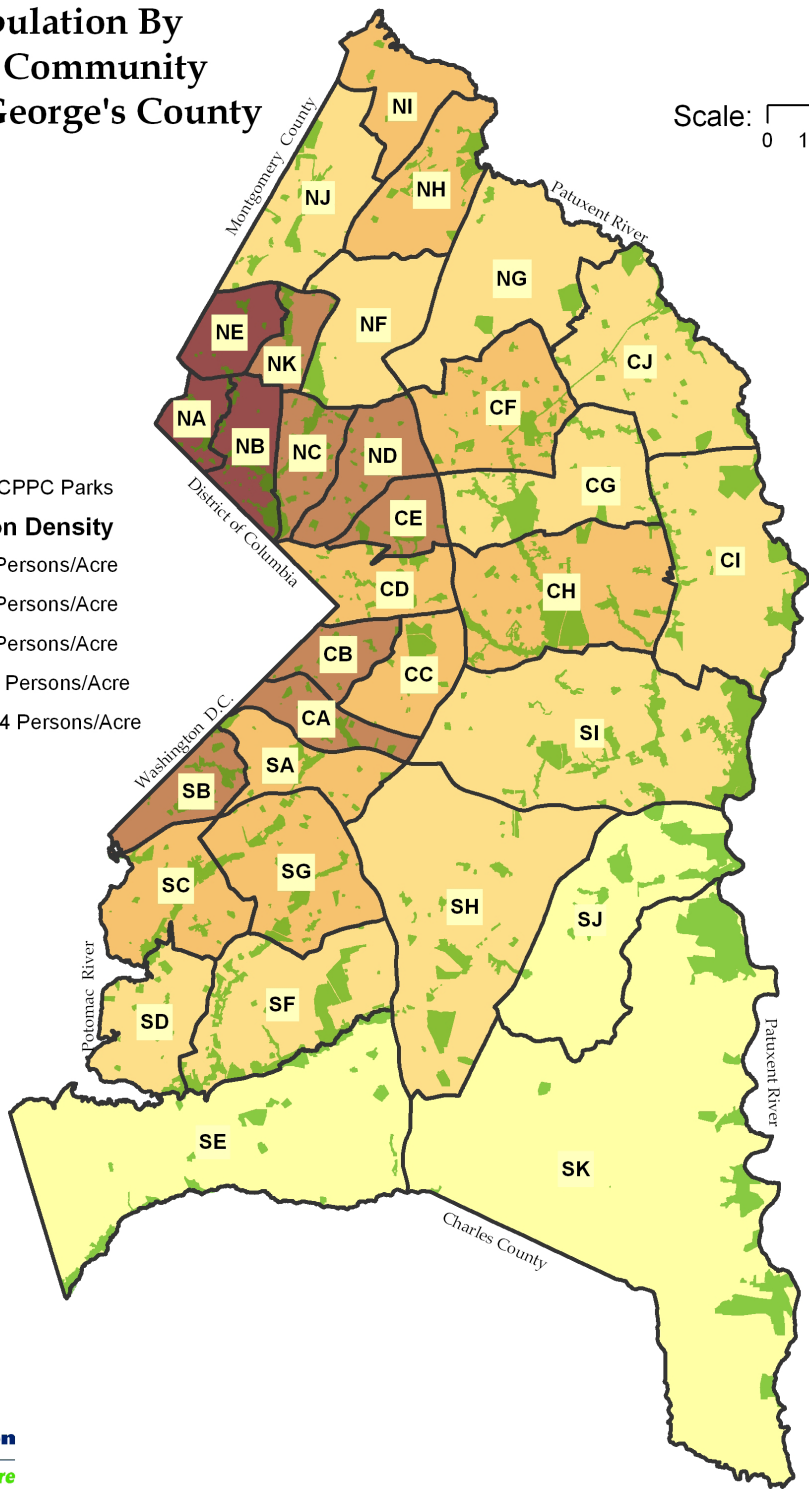 pulation By
Community
George's County
Scale:
0 1
Montgomery County
Patuxent River
NI
NH
NJ
NG
NF
NE
NK
CJ
CF
NA
NB
NC
ND
CG
CE
CPPC Parks
on Density
Persons/Acre
Persons/Acre
Persons/Acre
Persons/Acre
4 Persons/Acre
District of Columbia
CI
CH
CD
CB
CC
CA
Washington D.C.
SI
SA
SB
SC
SG
SH
SJ
Potomac River
SD
SF
Patuxent River
SE
SK
Charles County
on
re